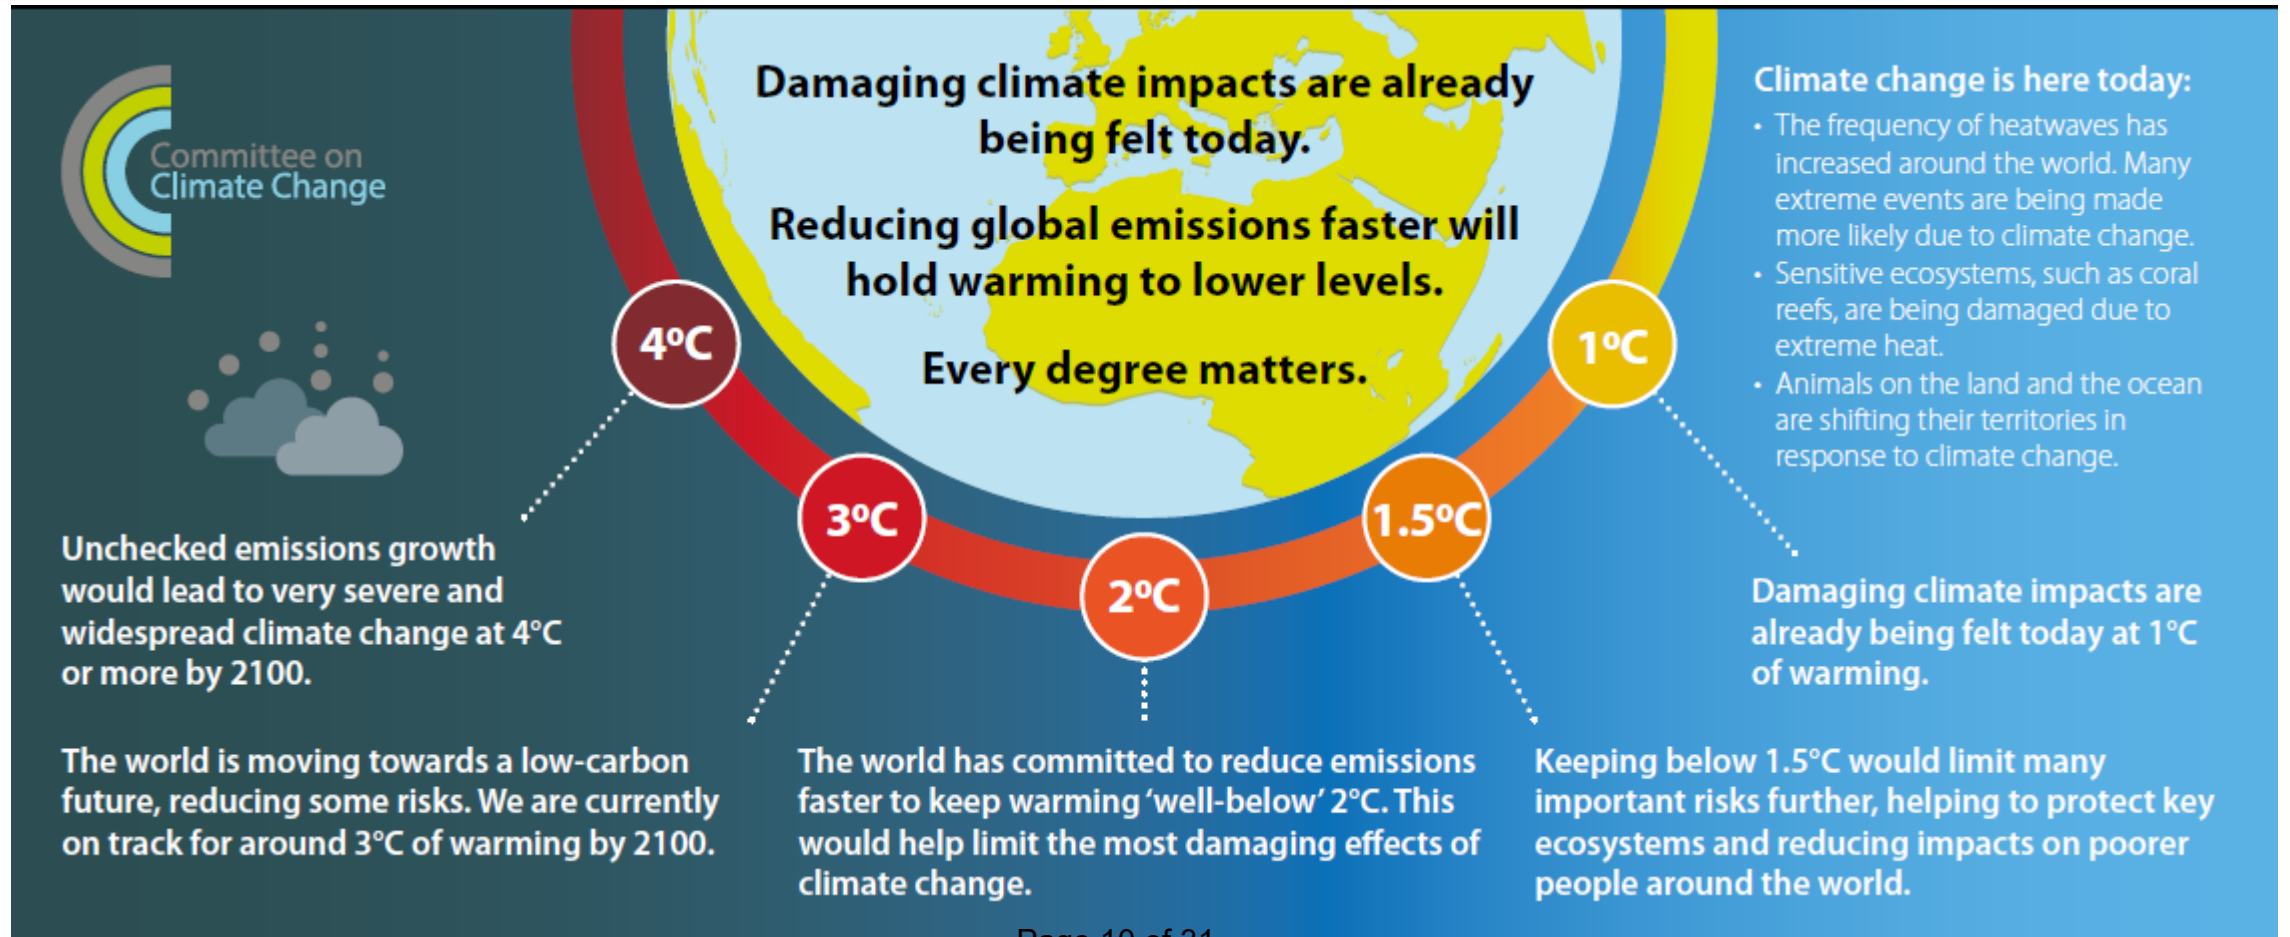 Committee on
Climate Change
Damaging climate impacts are already
being felt today.
Reducing global emissions faster will
hold warming to lower levels.
Every degree matters.
Climate change is here today:
• The frequency of heatwaves has
increased around the world. Many
extreme events are being made
more likely due to climate change.
• Sensitive ecosystems, such as coral
reefs, are being damaged due to
extreme heat.
• Animals on the land and the ocean
are shifting their territories in
response to climate change.
4ºC
3ºC
2ºC
1.5ºC
1ºC
Unchecked emissions growth
would lead to very severe and
widespread climate change at 4°C
or more by 2100.
The world is moving towards a low-carbon
future, reducing some risks. We are currently
on track for around 3°C of warming by 2100.
The world has committed to reduce emissions
faster to keep warming ‘well-below’ 2°C. This
would help limit the most damaging effects of
climate change.
Keeping below 1.5°C would limit many
important risks further, helping to protect key
ecosystems and reducing impacts on poorer
people around the world.
Damaging climate impacts are
already being felt today at 1°C
of warming.
Page 10 of 31